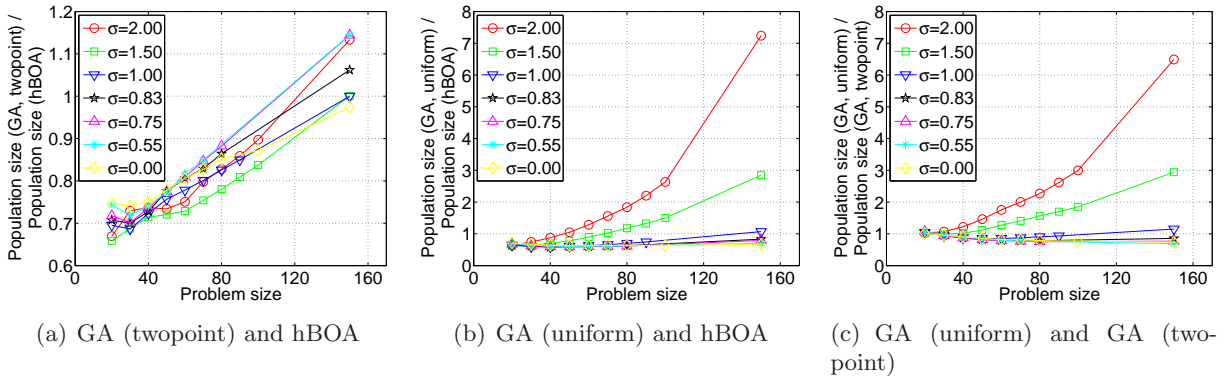 Population size (GA, twopoint) /
Population size (hBOA)
1.2
1.1
1
0.9
0.8
0.7
0.6
0
40
80
120
160
Problem size
σ=2.00
σ=1.50
σ=1.00
σ=0.83
σ=0.75
σ=0.55
σ=0.00
(a) GA (twopoint) and hBOA
Population size (GA, uniform) /
Population size (hBOA)
8
7
6
5
4
3
2
1
0
0
40
80
120
160
Problem size
σ=2.00
σ=1.50
σ=1.00
σ=0.83
σ=0.75
σ=0.55
σ=0.00
(b) GA (uniform) and hBOA
Population size (GA, uniform) /
Population size (GA, twopoint)
8
7
6
5
4
3
2
1
0
0
40
80
120
160
Problem size
σ=2.00
σ=1.50
σ=1.00
σ=0.83
σ=0.75
σ=0.55
σ=0.00
(c) GA (uniform) and GA (two-
point)